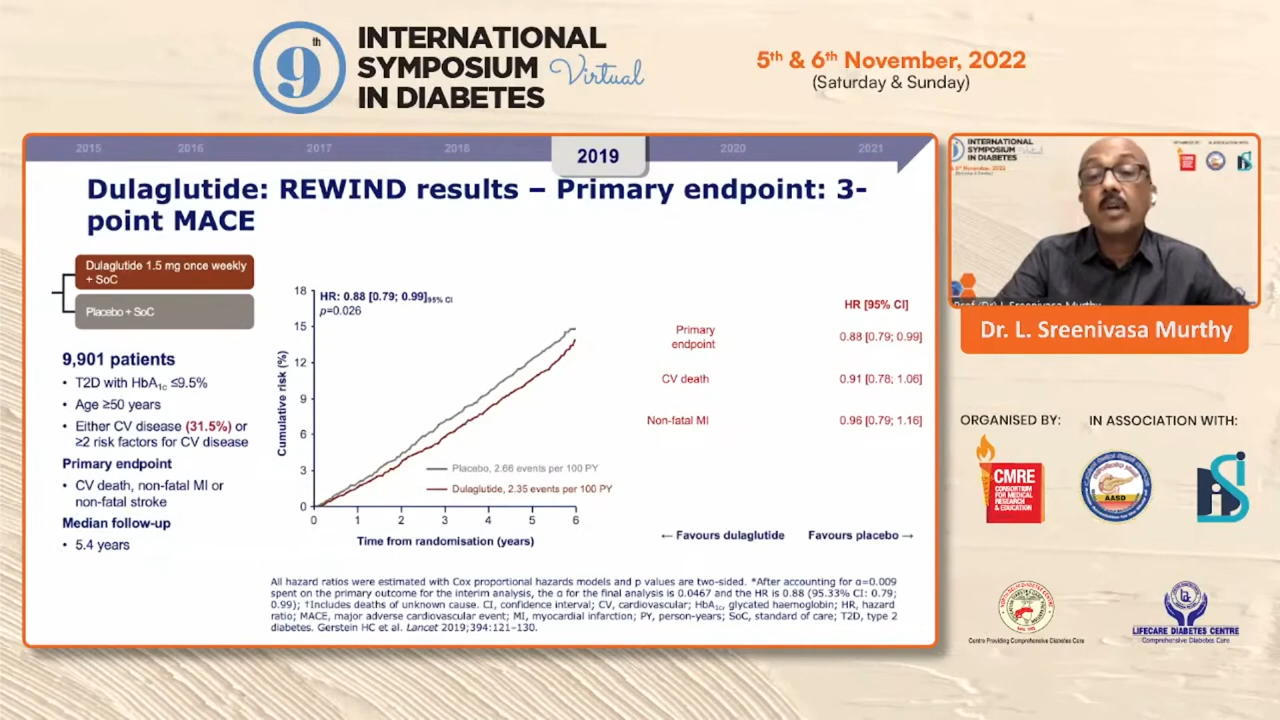 9th
INTERNATIONAL
SYMPOSIUM Virtual
IN DIABETES
5th & 6th November, 2022
(Saturday & Sunday)
2015 2016 2017 2018 2019 2020 2021
Dulaglutide: REWIND results – Primary endpoint: 3-
point MACE
Dulaglutide 1.5 mg once weekly
+ SoC
Placebo + SoC
9,901 patients
• T2D with HbA1c ≤9.5%
• Age ≥50 years
• Either CV disease (31.5%) or
≥2 risk factors for CV disease
Primary endpoint
• CV death, non-fatal MI or
non-fatal stroke
Median follow-up
• 5.4 years
HR: 0.88 [0.79; 0.99]95% CI
p=0.026
Cumulative risk (%)
18
15
12
9
6
3
0
Placebo, 2.66 events per 100 PY
Dulaglutide, 2.35 events per 100 PY
0 1 2 3 4 5 6
Time from randomisation (years)
HR [95% CI]
Primary
endpoint
0.88 [0.79; 0.99]
CV death 0.91 [0.78; 1.06]
Non-fatal MI 0.96 [0.79; 1.16]
← Favours dulaglutide Favours placebo →
All hazard ratios were estimated with Cox proportional hazards models and p values are two-sided. *After accounting for α=0.009
spent on the primary outcome for the interim analysis, the α for the final analysis is 0.0467 and the HR is 0.88 (95.33% CI: 0.79;
0.99); †Includes deaths of unknown cause. CI, confidence interval; CV, cardiovascular; HbA1c, glycated haemoglobin; HR, hazard
ratio; MACE, major adverse cardiovascular event; MI, myocardial infarction; PY, person-years; SoC, standard of care; T2D, type 2
diabetes. Gerstein HC et al. Lancet 2019;394:121–130.
INTERNATIONAL
SYMPOSIUM
IN DIABETES
Prof (Dr) L Sreenivasa Murthy
Dr. L. Sreenivasa Murthy
ORGANISED BY: IN ASSOCIATION WITH:
CMRE
CONSORTIUM
FOR MEDICAL
RESEARCH
& EDUCATION
AASD
Centre Providing Comprehensive Diabetes Care
LIFECARE DIABETES CENTRE
Comprehensive Diabetes Care